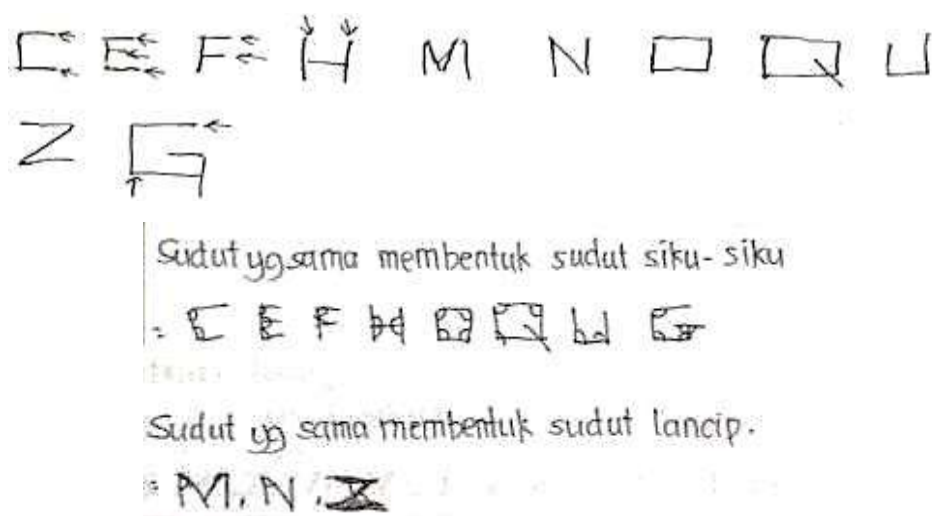 C E F H M N O Q U
Z G
Sudut yg sama membentuk sudut siku-siku
: C E F H O Q U G
Sudut yg sama membentuk sudut lancip.
: M, N, Z